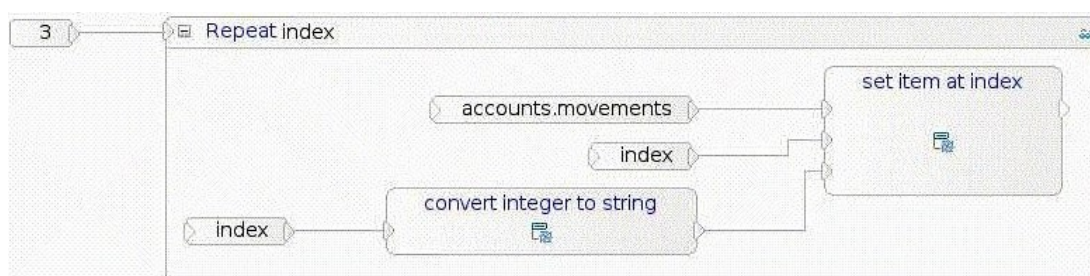 3
Repeat index
set item at index
accounts.movements
index
convert integer to string
index